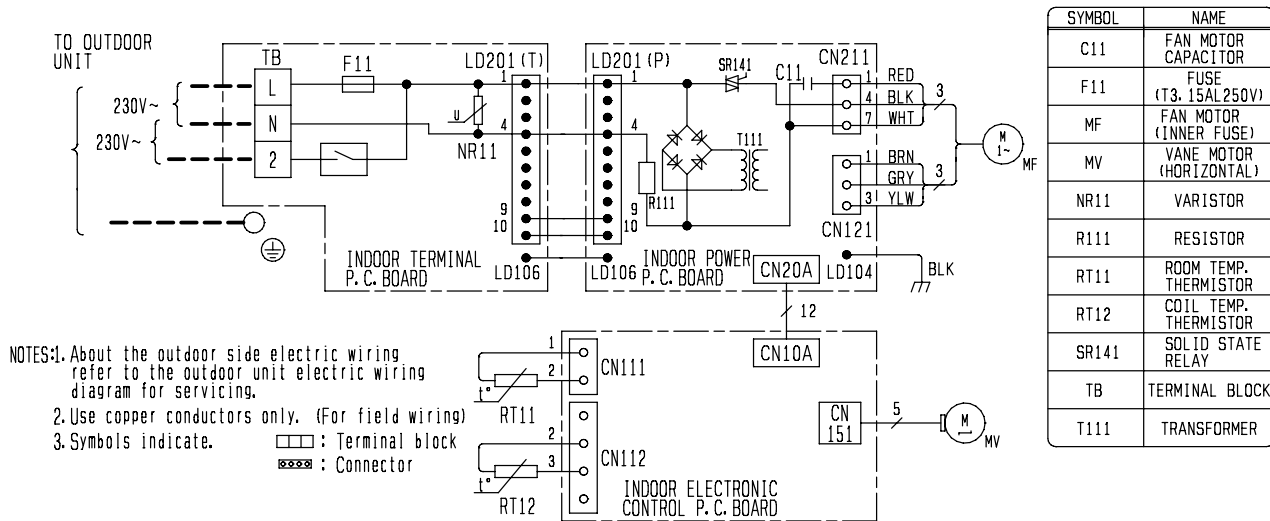 TO OUTDOOR
UNIT
230V~
230V~
TB
L
N
2
F11
u
NR11
LD201(T)
1
4
9
10
LD106
INDOOR TERMINAL
P.C.BOARD
LD201(P)
1
4
9
10
LD106
R111
T111
SR141
C11
CN211
1 RED
4 BLK
7 WHT
3
1 BRN
GRY
3 YLW
3
CN121
M
1~
MF
INDOOR POWER
P.C.BOARD
CN20A
LD104
BLK
12
CN10A
1
2
CN111
t°
RT11
2
3
CN112
t°
RT12
CN
151
5
M
MV
INDOOR ELECTRONIC
CONTROL P.C.BOARD
NOTES:1. About the outdoor side electric wiring
refer to the outdoor unit electric wiring
diagram for servicing.
2. Use copper conductors only. (For field wiring)
3. Symbols indicate.
: Terminal block
: Connector
SYMBOL NAME
C11 FAN MOTOR
CAPACITOR
F11 FUSE
(T3.15AL250V)
MF FAN MOTOR
(INNER FUSE)
MV VANE MOTOR
(HORIZONTAL)
NR11 VARISTOR
R111 RESISTOR
RT11 ROOM TEMP.
THERMISTOR
RT12 COIL TEMP.
THERMISTOR
SR141 SOLID STATE
RELAY
TB TERMINAL BLOCK
T111 TRANSFORMER